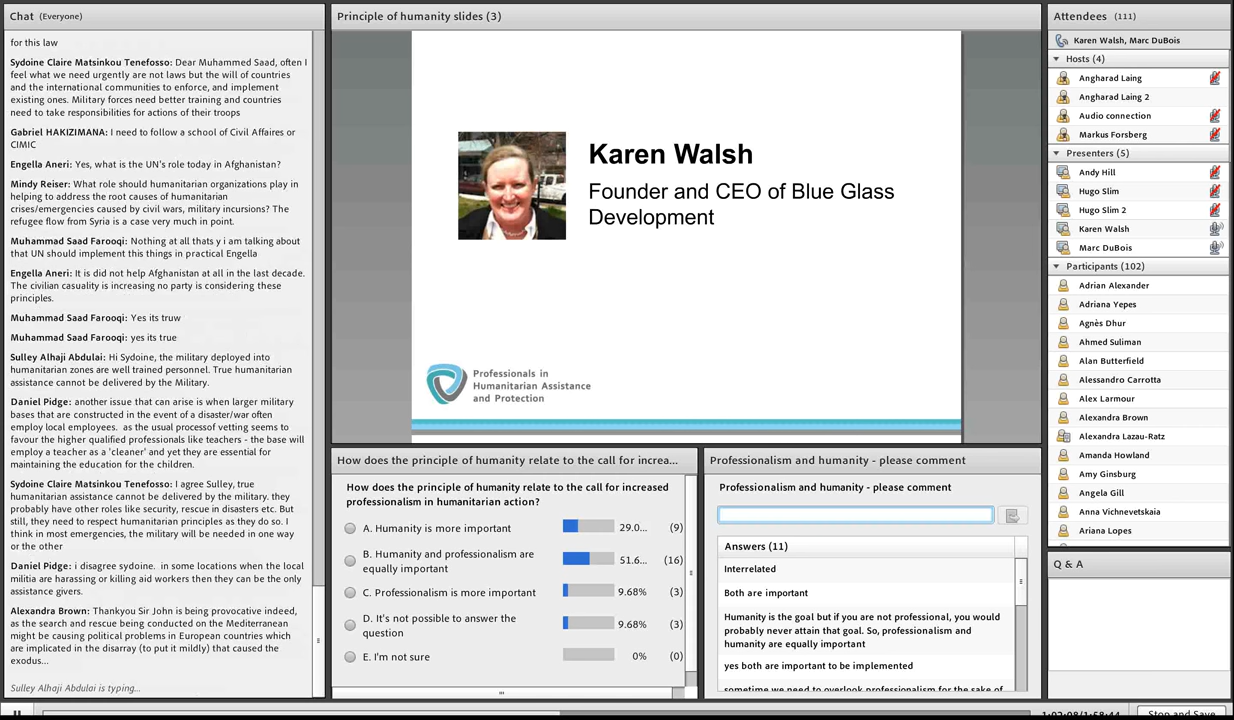 Chat (Everyone)
for this law
Sydoine Claire Matsinkou Tenefosso: Dear Muhammed Saad, often I
feel what we need urgently are not laws but the will of countries
and the international communities to enforce, and implement
existing ones. Military forces need better training and countries
need to take responsibilities for actions of their troops
Gabriel HAKIZIMANA: I need to follow a school of Civil Affaires or
CIMIC
Engella Aneri: Yes, what is the UN's role today in Afghanistan?
Mindy Reiser: What role should humanitarian organizations play in
helping to address the root causes of humanitarian
crises/emergencies caused by civil wars, military incursions? The
refugee flow from Syria is a case very much in point.
Muhammad Saad Farooqi: Nothing at all thats y i am talking about
that UN should implement this things in practical Engella
Engella Aneri: It is did not help Afghanistan at all in the last decade.
The civilian casuality is increasing no party is considering these
principles.
Muhammad Saad Farooqi: Yes its truw
Muhammad Saad Farooqi: yes its true
Sulley Alhaji Abdulai: Hi Sydoine, the military deployed into
humanitarian zones are well trained personnel. True humanitarian
assistance cannot be delivered by the Military.
Daniel Pidge: another issue that can arise is when larger military
bases that are constructed in the event of a disaster/war often
employ local employees. as the usual processof vetting seems to
favour the higher qualified professionals like teachers - the base will
employ a teacher as a 'cleaner' and yet they are essential for
maintaining the education for the children.
Sydoine Claire Matsinkou Tenefosso: I agree Sulley, true
humanitarian assistance cannot be delivered by the military. they
probably have other roles like security, rescue in disasters etc. But
still, they need to respect humanitarian principles as they do so. I
think in most emergencies, the military will be needed in one way
or the other
Daniel Pidge: i disagree sydoine. in some locations when the local
militia are harassing or killing aid workers then they can be the only
assistance givers.
Alexandra Brown: Thankyou Sir John is being provocative indeed,
as the search and rescue being conducted on the Mediterranean
might be causing political problems in European countries which
are implicated in the disarray (to put it mildly) that caused the
exodus...
Sulley Alhaji Abdulai is typing...
Principle of humanity slides (3)
Karen Walsh
Founder and CEO of Blue Glass
Development
Professionals in
Humanitarian Assistance
and Protection
How does the principle of humanity relate to the call for increa...
How does the principle of humanity relate to the call for increased
professionalism in humanitarian action?
A. Humanity is more important 29.0... (9)
B. Humanity and professionalism are
equally important 51.6... (16)
C. Professionalism is more important 9.68% (3)
D. It's not possible to answer the
question 9.68% (3)
E. I'm not sure 0% (0)
Professionalism and humanity - please comment
Professionalism and humanity - please comment
Answers (11)
Interrelated
Both are important
Humanity is the goal but if you are not professional, you would
probably never attain that goal. So, professionalism and
humanity are equally important
yes both are important to be implemented
sometime we need to overlook professionalism for the sake of
Attendees (111)
Karen Walsh, Marc DuBois
Hosts (4)
Angharad Laing
Angharad Laing 2
Audio connection
Markus Forsberg
Presenters (5)
Andy Hill
Hugo Slim
Hugo Slim 2
Karen Walsh
Marc DuBois
Participants (102)
Adrian Alexander
Adriana Yepes
Agnès Dhur
Ahmed Suliman
Alan Butterfield
Alessandro Carrotta
Alex Larmour
Alexandra Brown
Alexandra Lazau-Ratz
Amanda Howland
Amy Ginsburg
Angela Gill
Anna Vichnevetskaia
Ariana Lopes
Q & A
1:02:08/1:58:44
Stop and Save